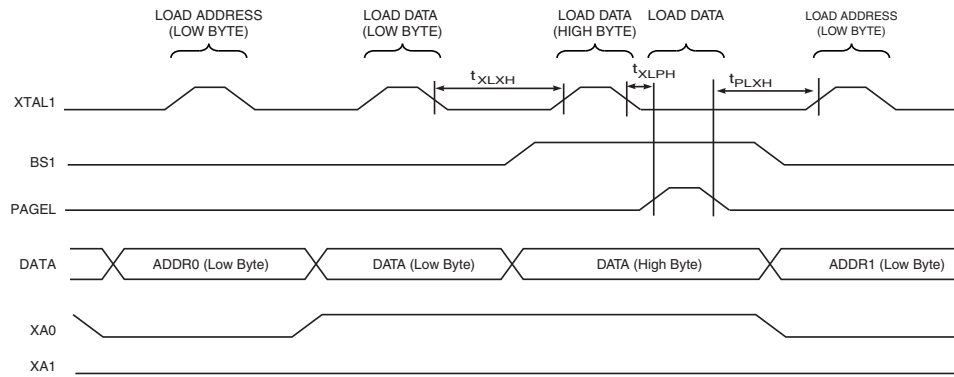 LOAD ADDRESS
(LOW BYTE)
LOAD DATA
(LOW BYTE)
LOAD DATA
(HIGH BYTE)
LOAD DATA
LOAD ADDRESS
(LOW BYTE)
tXLXH
tXLPH
tPLXH
XTAL1
BS1
PAGEL
DATA
ADDR0 (Low Byte)
DATA (Low Byte)
DATA (High Byte)
ADDR1 (Low Byte)
XA0
XA1